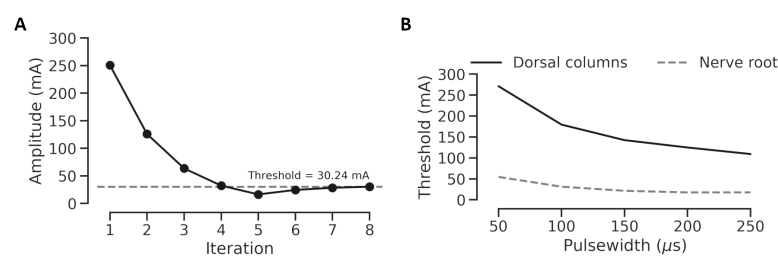 A
Amplitude (mA)
300
250
200
150
100
50
0
Threshold = 30.24 mA
1 2 3 4 5 6 7 8
Iteration
B
Dorsal columns Nerve root
Threshold (mA)
300
250
200
150
100
50
0
50 100 150 200 250
Pulsewidth (μs)